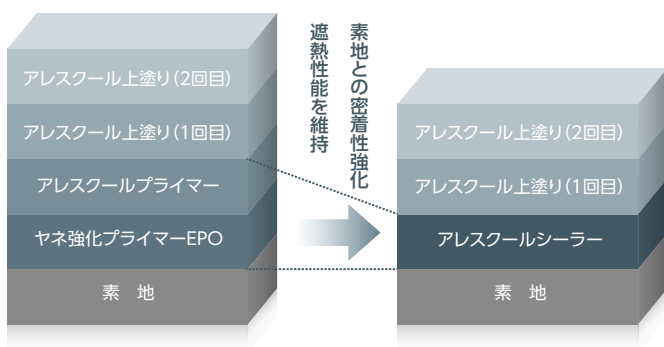 アレスクール上塗り(2回目)
アレスクール上塗り(1回目)
アレスクールプライマー
ヤネ強化プライマーEPO
素　地
素地との密着性強化
遮熱性能を維持
アレスクール上塗り(2回目)
アレスクール上塗り(1回目)
アレスクールシーラー
素　地